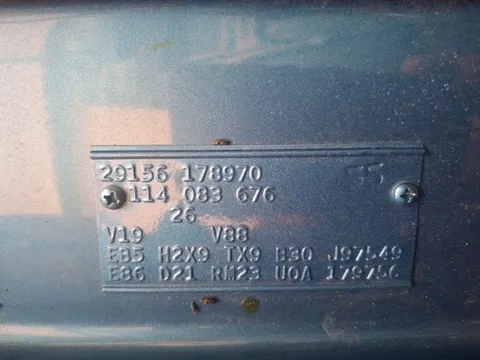 29156 178970
114 083 676
26
V19 V88
E85 H2X9 TX9 B30 J97549
E86 D21 RM23 U0A 179756